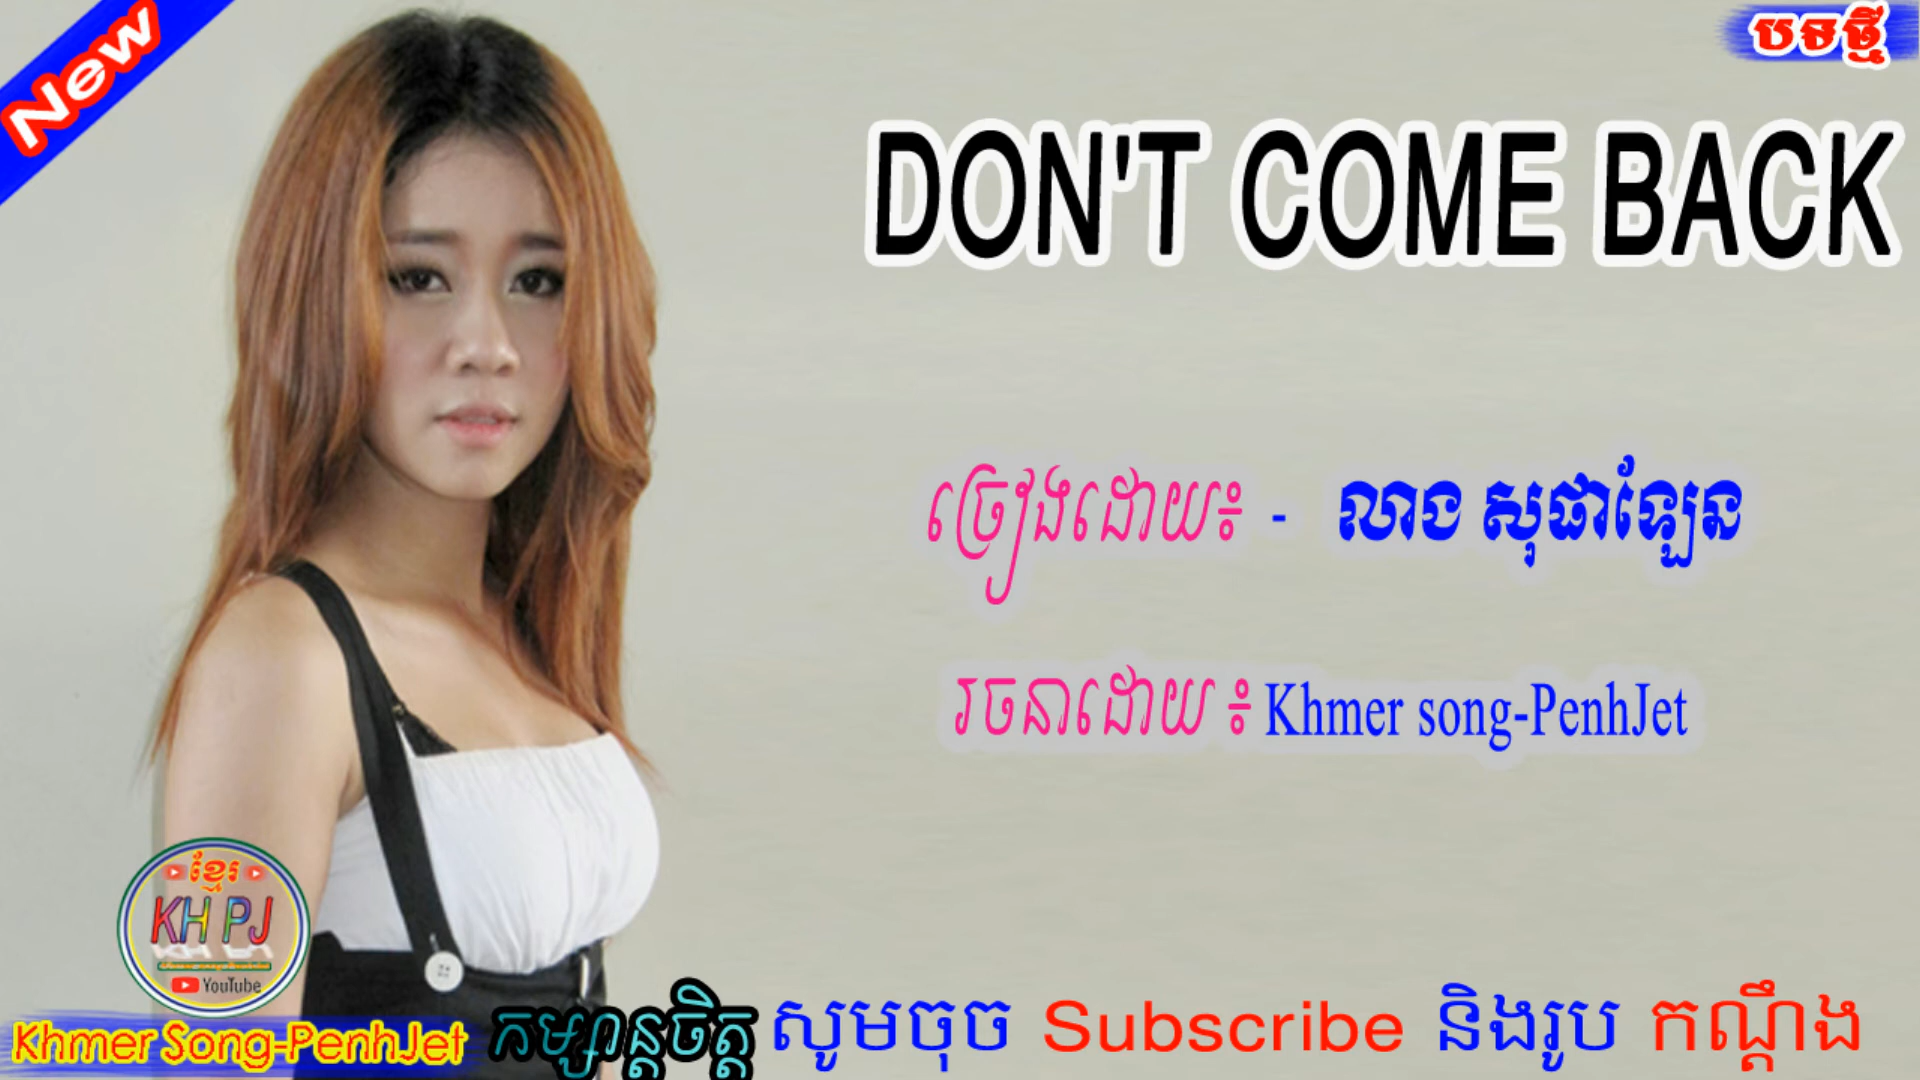 New
បទថ្មី
DON'T COME BACK
ច្រៀងដោយ៖ - លាង សុផាឡែន
រចនាដោយ ៖ Khmer song-PenhJet
ខ្មែរ
KH PJ
YouTube
Khmer Song-PenhJet
កម្សាន្តចិត្ត សូមចុច Subscribe និងរូប កណ្ដឹង